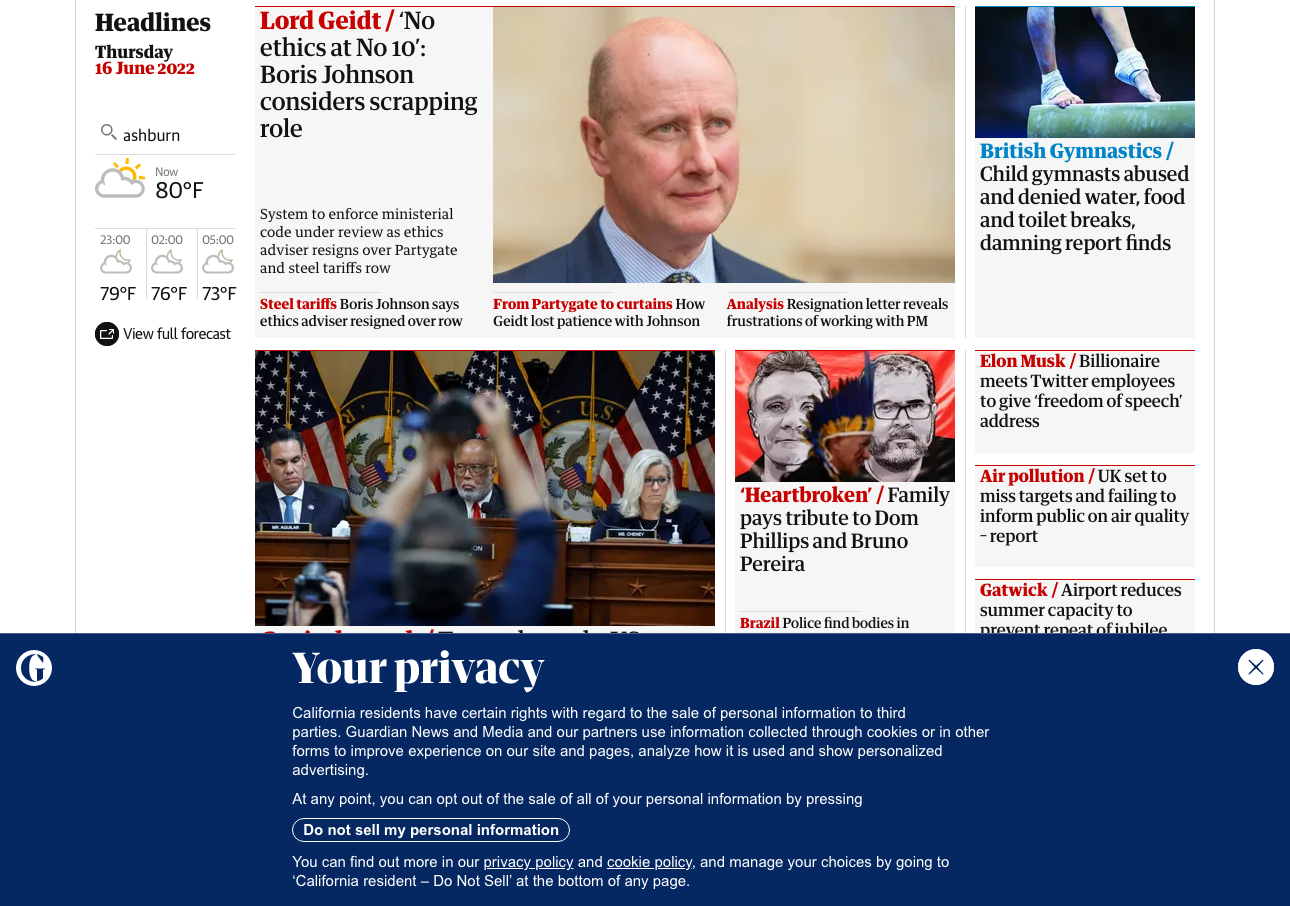 Headlines
Thursday
16 June 2022
ashburn
Now
80°F
23:00
02:00
05:00
79°F
76°F
73°F
View full forecast
Lord Geidt / ‘No
ethics at No 10’:
Boris Johnson
considers scrapping
role
System to enforce ministerial
code under review as ethics
adviser resigns over Partygate
and steel tariffs row
Steel tariffs Boris Johnson says
ethics adviser resigned over row
From Partygate to curtains How
Geidt lost patience with Johnson
Analysis Resignation letter reveals
frustrations of working with PM
British Gymnastics /
Child gymnasts abused
and denied water, food
and toilet breaks,
damning report finds
MR. AGUILAR
MS. CHENEY
‘Heartbroken’ / Family
pays tribute to Dom
Phillips and Bruno
Pereira
Brazil Police find bodies in
Elon Musk / Billionaire
meets Twitter employees
to give ‘freedom of speech’
address
Air pollution / UK set to
miss targets and failing to
inform public on air quality
– report
Gatwick / Airport reduces
summer capacity to
prevent repeat of jubilee
Your privacy
California residents have certain rights with regard to the sale of personal information to third
parties. Guardian News and Media and our partners use information collected through cookies or in other
forms to improve experience on our site and pages, analyze how it is used and show personalized
advertising.
At any point, you can opt out of the sale of all of your personal information by pressing
Do not sell my personal information
You can find out more in our privacy policy and cookie policy, and manage your choices by going to
‘California resident – Do Not Sell’ at the bottom of any page.